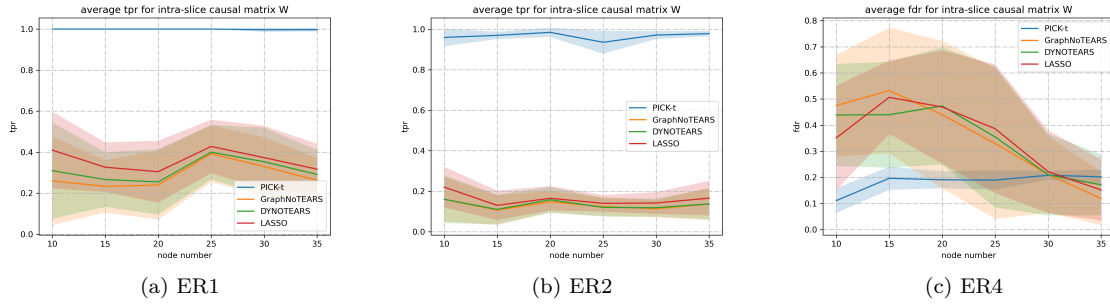 average tpr for intra-slice causal matrix W
1.0
0.8
0.6
0.4
0.2
0.0
tpr
PICK-t
GraphNoTEARS
DYNOTEARS
LASSO
10 15 20 25 30 35
node number
(a) ER1
average tpr for intra-slice causal matrix W
1.0
0.8
0.6
0.4
0.2
0.0
tpr
PICK-t
GraphNoTEARS
DYNOTEARS
LASSO
10 15 20 25 30 35
node number
(b) ER2
average fdr for intra-slice causal matrix W
0.8
0.7
0.6
0.5
0.4
0.3
0.2
0.1
0.0
fdr
PICK-t
GraphNoTEARS
DYNOTEARS
LASSO
10 15 20 25 30 35
node number
(c) ER4